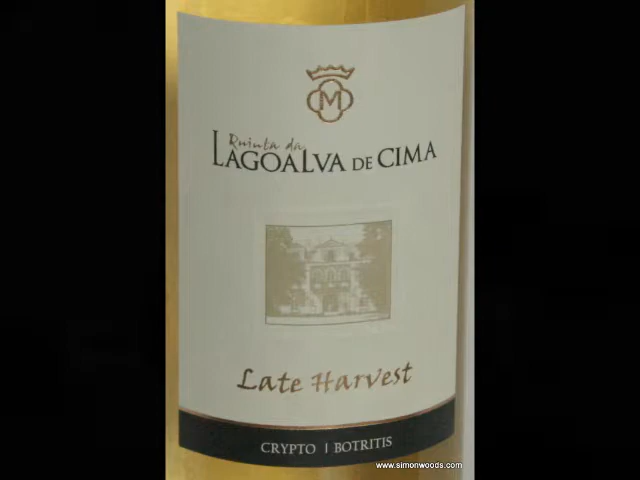 M
Quinta da
LAGOALVA DE CIMA
Late Harvest
CRYPTO | BOTRITIS
www.simonwoods.com